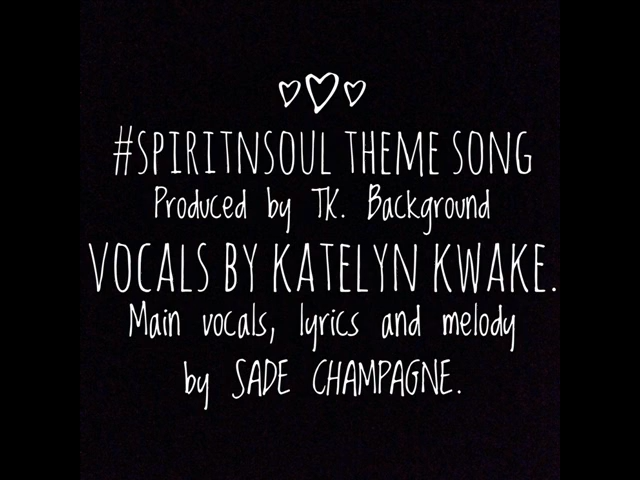 #SPIRITNSOUL THEME SONG
Produced by TK. Background
VOCALS BY KATELYN KWAKE.
Main vocals, lyrics and melody
by SADE CHAMPAGNE.